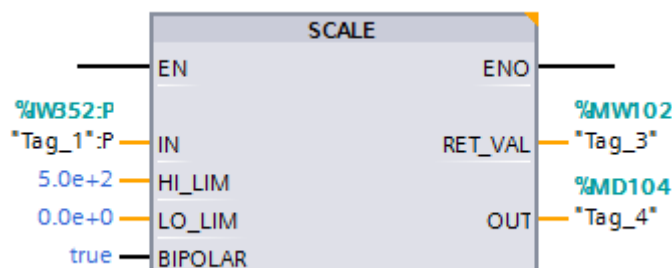 SCALE
EN ENO
%IW352:P %MW102
"Tag_1":P IN RET_VAL "Tag_3"
5.0e+2 HI_LIM %MD104
0.0e+0 LO_LIM OUT "Tag_4"
true BIPOLAR